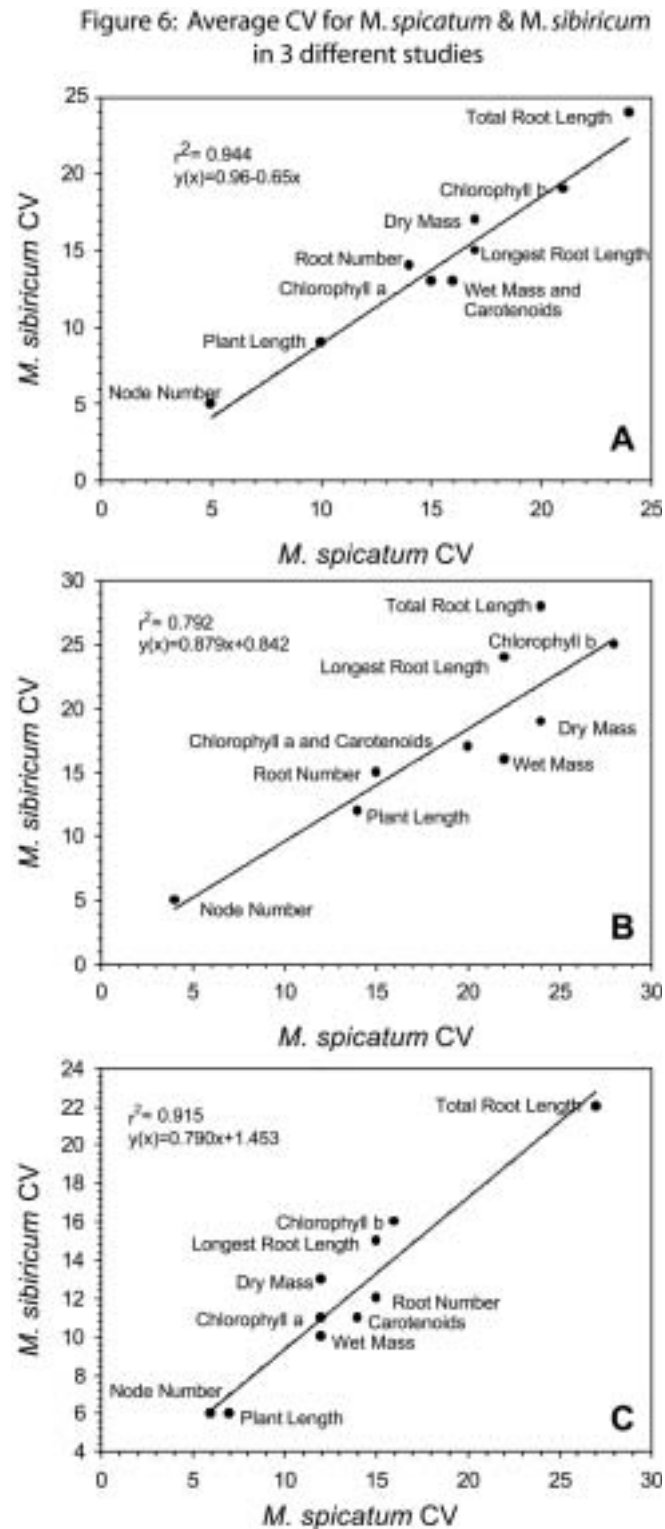 Figure 6: Average CV for M. spicatum & M. sibiricum
in 3 different studies
25
20
15
10
5
0
M. sibiricum CV
r2= 0.944
y(x)=0.96-0.65x
Total Root Length
Chlorophyll b
Dry Mass
Longest Root Length
Root Number
Chlorophyll a
Wet Mass and
Carotenoids
Plant Length
Node Number
A
0 5 10 15 20 25
M. spicatum CV
30
25
20
15
10
5
0
M. sibiricum CV
r2= 0.792
y(x)=0.879x+0.842
Total Root Length
Chlorophyll b
Longest Root Length
Dry Mass
Chlorophyll a and Carotenoids
Wet Mass
Root Number
Plant Length
Node Number
B
0 5 10 15 20 25 30
M. spicatum CV
24
22
20
18
16
14
12
10
8
6
4
M. sibiricum CV
r2= 0.915
y(x)=0.790x+1.453
Total Root Length
Chlorophyll b
Longest Root Length
Dry Mass
Root Number
Chlorophyll a
Carotenoids
Wet Mass
Node Number
Plant Length
C
0 5 10 15 20 25 30
M. spicatum CV